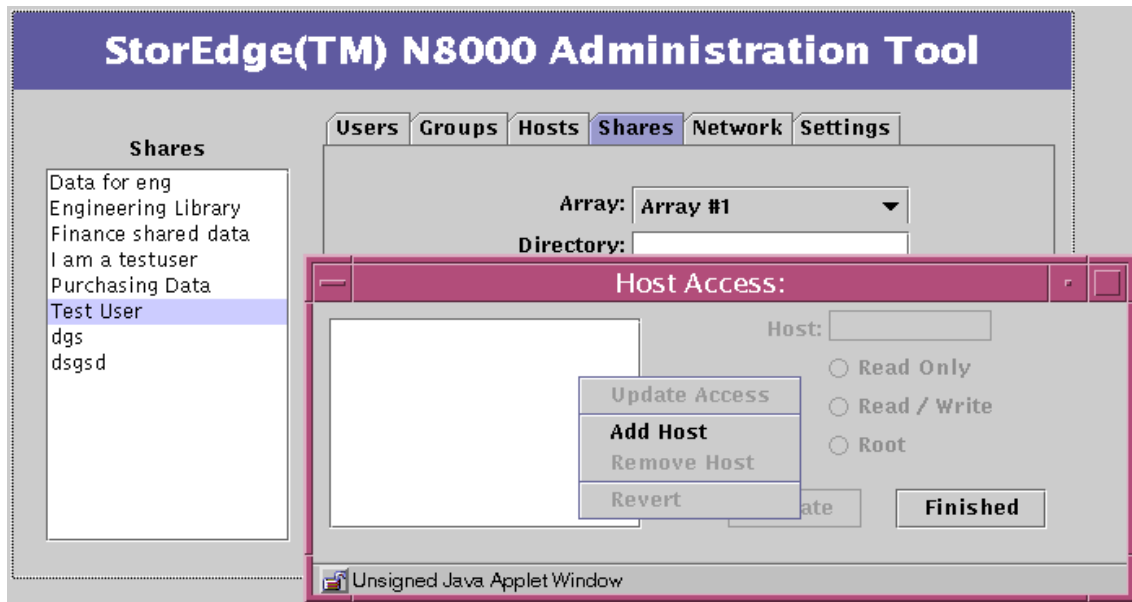 StorEdge(TM) N8000 Administration Tool
Users Groups Hosts Shares Network Settings
Shares
Data for eng
Engineering Library
Finance shared data
I am a testuser
Purchasing Data
Test User
dgs
dsgsd
Array: Array #1
Directory:
Host Access:
Host:
Read Only
Read / Write
Root
Update Access
Add Host
Remove Host
Revert
Finished
Unsigned Java Applet Window